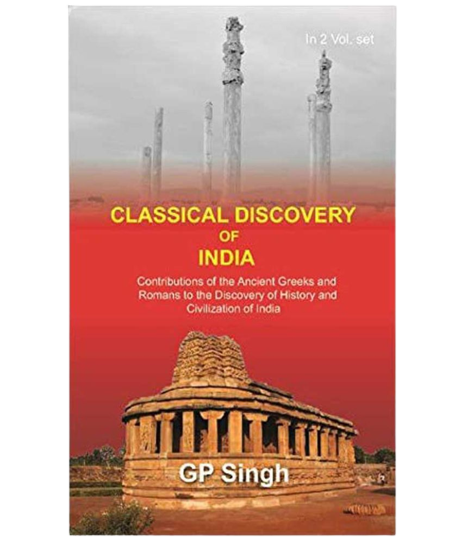 In 2 Vol. set
CLASSICAL DISCOVERY
OF
INDIA
Contributions of the Ancient Greeks and
Romans to the Discovery of History and
Civilization of India
GP Singh